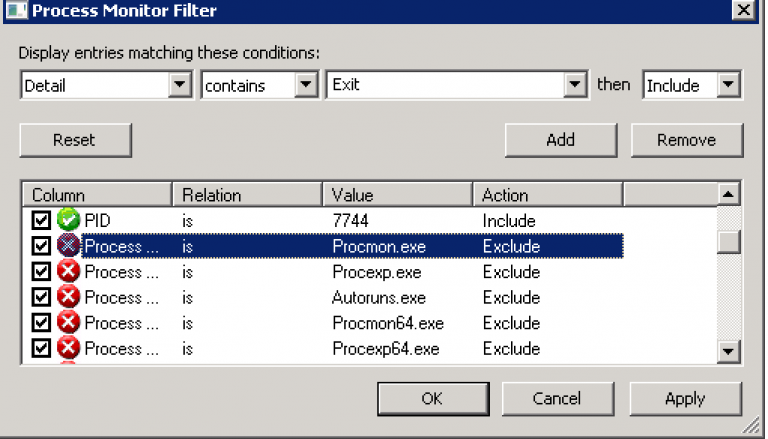 Process Monitor Filter
Display entries matching these conditions:
Detail contains Exit then Include
Reset Add Remove
Column Relation Value Action
PID is 7744 Include
Process ... is Procmon.exe Exclude
Process ... is Procexp.exe Exclude
Process ... is Autoruns.exe Exclude
Process ... is Procmon64.exe Exclude
Process ... is Procexp64.exe Exclude
OK Cancel Apply